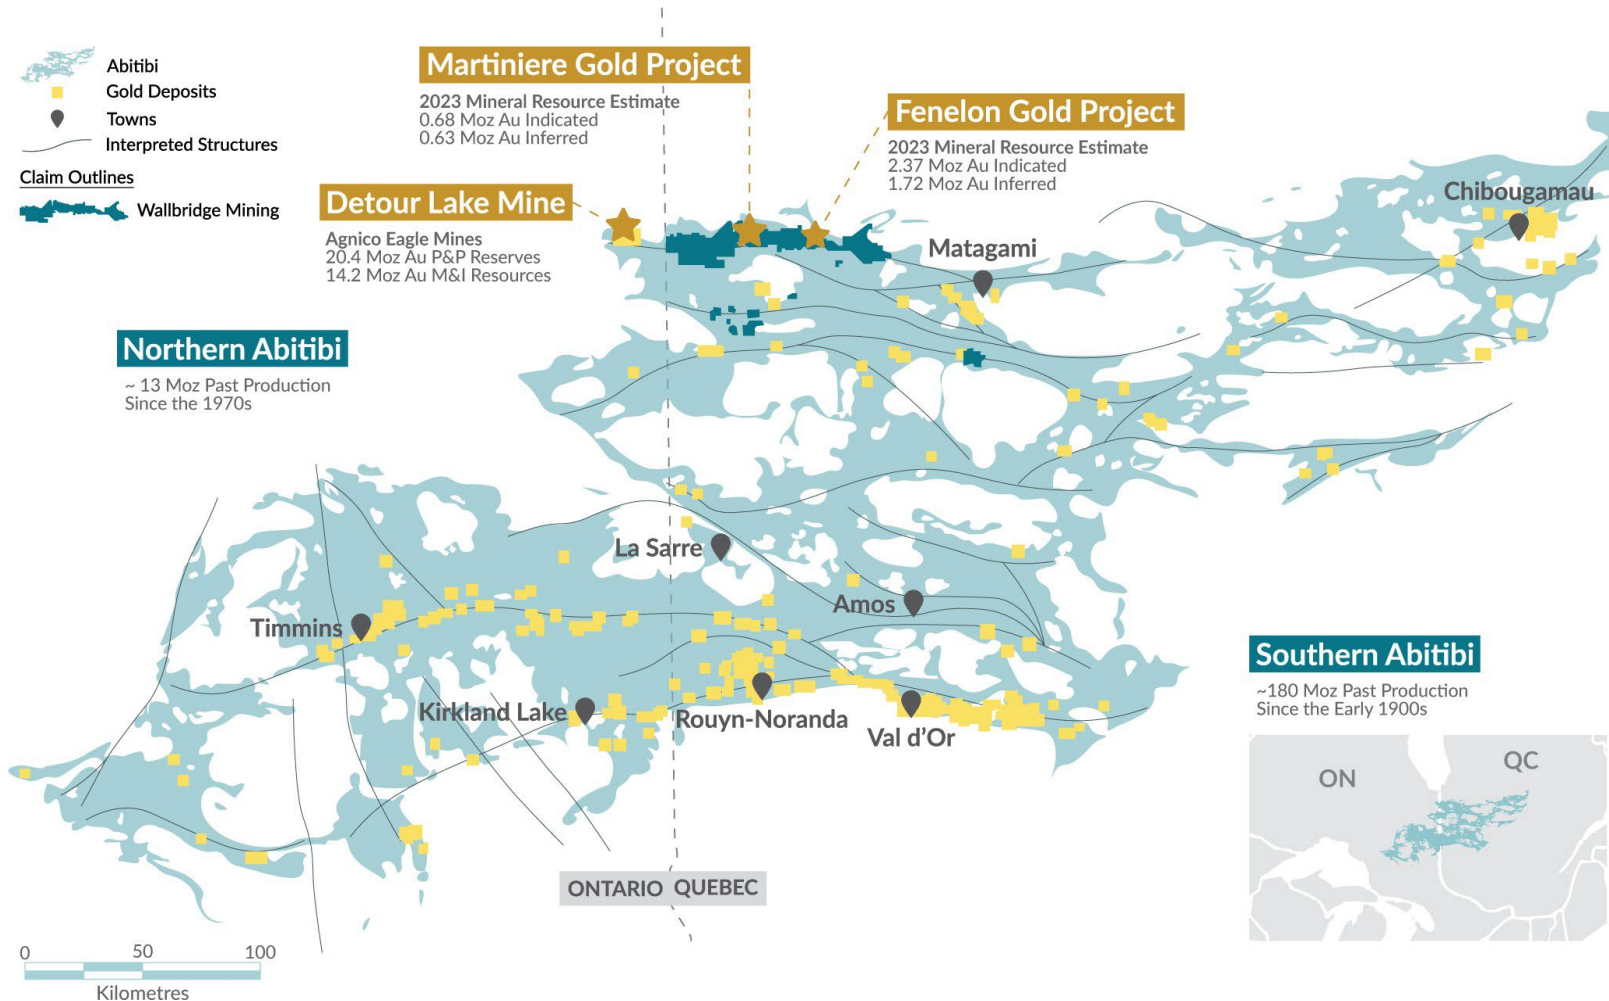 Abitibi
Gold Deposits
Towns
Interpreted Structures
Claim Outlines
Wallbridge Mining
Martiniere Gold Project
2023 Mineral Resource Estimate
0.68 Moz Au Indicated
0.63 Moz Au Inferred
Fenelon Gold Project
2023 Mineral Resource Estimate
2.37 Moz Au Indicated
1.72 Moz Au Inferred
Detour Lake Mine
Agnico Eagle Mines
20.4 Moz Au P&P Reserves
14.2 Moz Au M&I Resources
Chibougamau
Matagami
Northern Abitibi
~ 13 Moz Past Production
Since the 1970s
La Sarre
Amos
Timmins
Kirkland Lake
Rouyn-Noranda
Val d'Or
Southern Abitibi
~180 Moz Past Production
Since the Early 1900s
ON
QC
ONTARIO QUEBEC
0 50 100
Kilometres